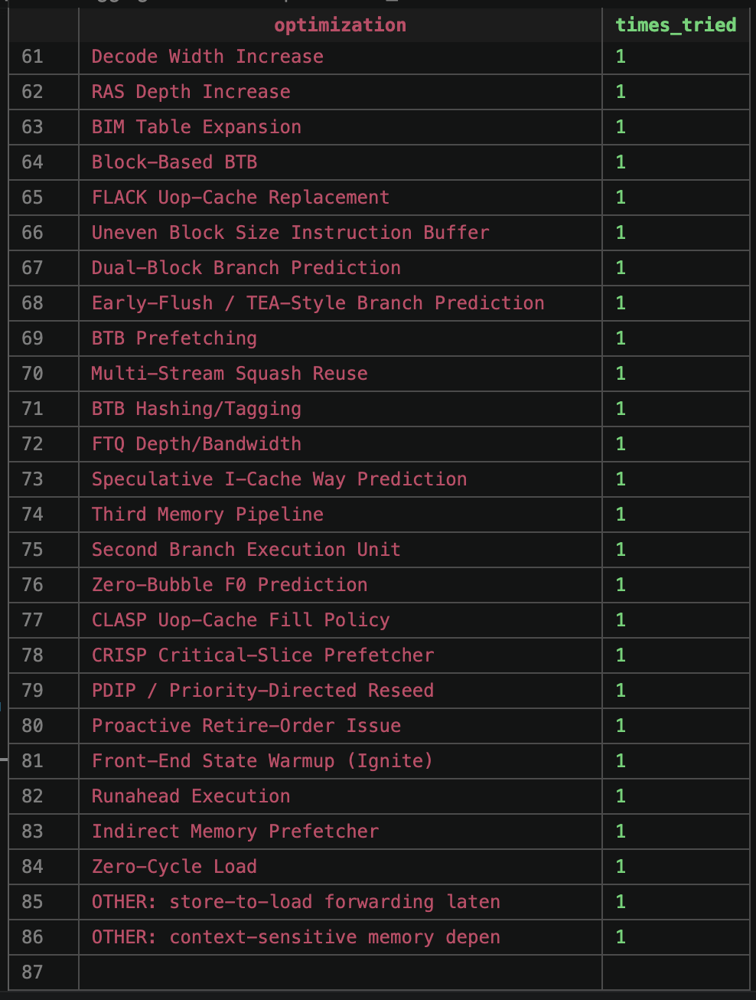 optimization times_tried
61 Decode Width Increase 1
62 RAS Depth Increase 1
63 BIM Table Expansion 1
64 Block-Based BTB 1
65 FLACK Uop-Cache Replacement 1
66 Uneven Block Size Instruction Buffer 1
67 Dual-Block Branch Prediction 1
68 Early-Flush / TEA-Style Branch Prediction 1
69 BTB Prefetching 1
70 Multi-Stream Squash Reuse 1
71 BTB Hashing/Tagging 1
72 FTQ Depth/Bandwidth 1
73 Speculative I-Cache Way Prediction 1
74 Third Memory Pipeline 1
75 Second Branch Execution Unit 1
76 Zero-Bubble F0 Prediction 1
77 CLASP Uop-Cache Fill Policy 1
78 CRISP Critical-Slice Prefetcher 1
79 PDIP / Priority-Directed Reseed 1
80 Proactive Retire-Order Issue 1
81 Front-End State Warmup (Ignite) 1
82 Runahead Execution 1
83 Indirect Memory Prefetcher 1
84 Zero-Cycle Load 1
85 OTHER: store-to-load forwarding laten 1
86 OTHER: context-sensitive memory depen 1
87